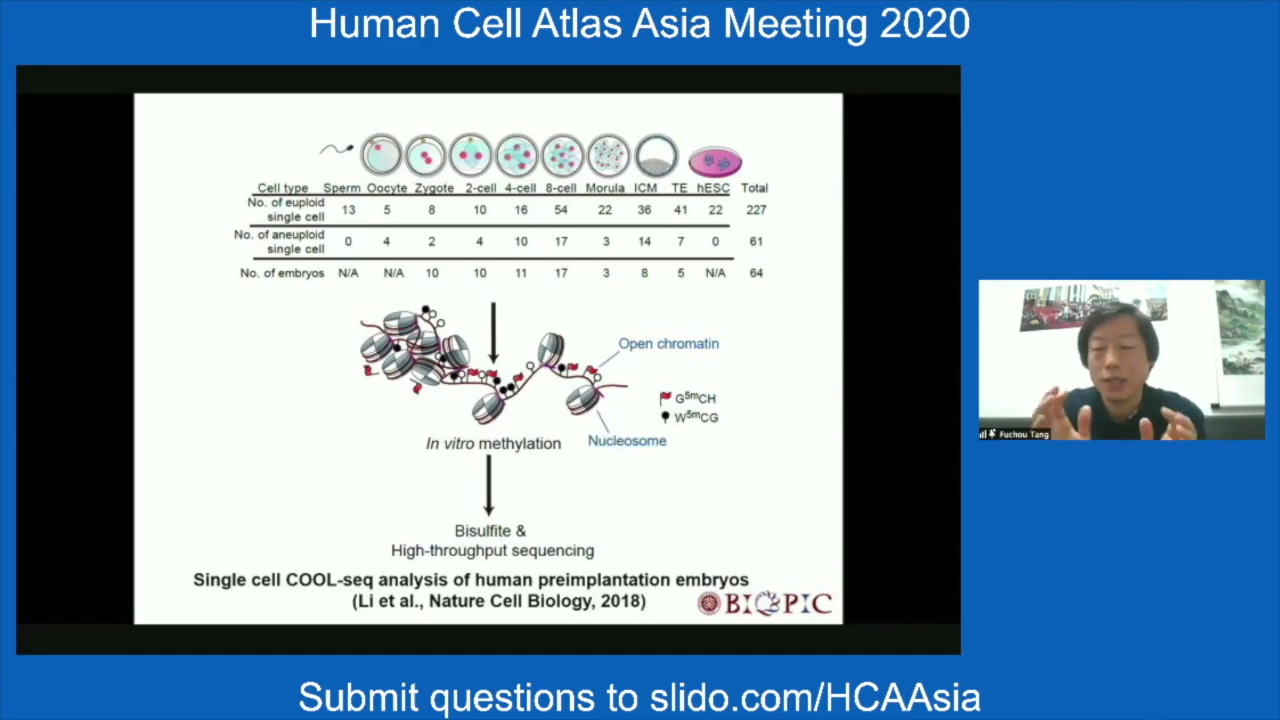 Human Cell Atlas Asia Meeting 2020
Cell type Sperm Oocyte Zygote 2-cell 4-cell 8-cell Morula ICM TE hESC Total
No. of euploid single cell 13 5 8 10 16 54 22 36 41 22 227
No. of aneuploid single cell 0 4 2 4 10 17 3 14 7 0 61
No. of embryos N/A N/A 10 10 11 17 3 8 5 N/A 64
Open chromatin
G5mCH
W5mCG
In vitro methylation
Nucleosome
Bisulfite &
High-throughput sequencing
Single cell COOL-seq analysis of human preimplantation embryos
(Li et al., Nature Cell Biology, 2018)
BIOPIC
Fuchou Tang
Submit questions to slido.com/HCAAsia